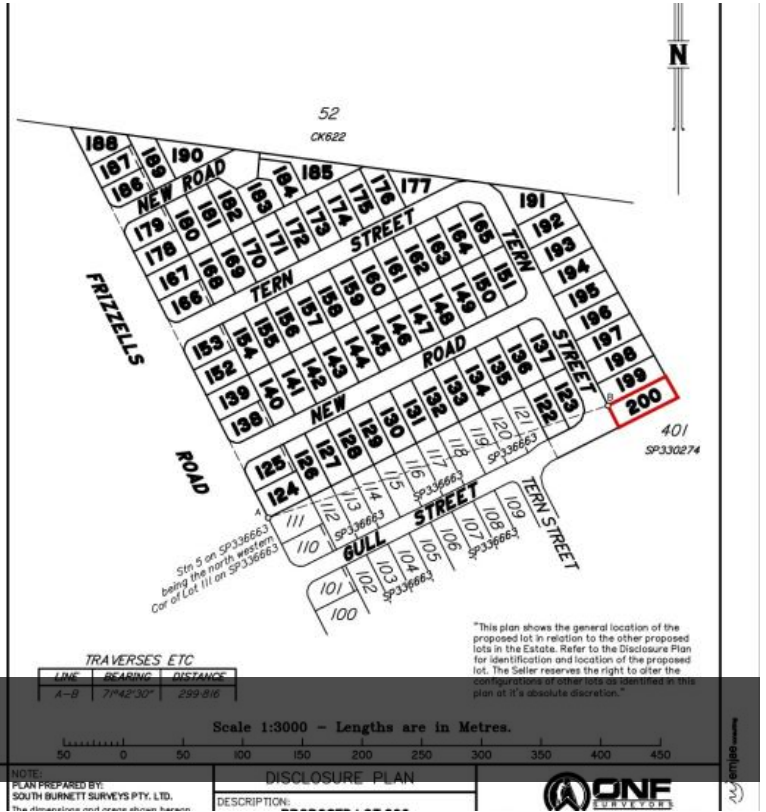 N
52
CK622
188
187
186
189
190
NEW ROAD
185
184
183
182
181
180
179
178
177
176
175
174
173
172
171
170
169
168
167
166
STREET
TERN
191
192
193
194
195
196
197
198
199
200
TERN
STREET
165
164
163
162
161
160
159
158
157
156
155
154
153
152
151
150
149
148
147
146
145
144
143
142
141
140
139
138
FRIZZELLS
ROAD
NEW
ROAD
137
136
135
134
133
132
131
130
129
128
127
126
125
124
123
122
121
120
119
118
117
116
115
114
113
112
111
110
SP336663
SP336663
SP336663
A
B
401
SP330274
GULL
STREET
TERN STREET
109
108
107
106
105
104
103
102
101
100
SP336663
SP336663
Stn 5 on SP336663
being the north western
Cor of Lot 111 on SP336663
"This plan shows the general location of the
proposed lot in relation to the other proposed
lots in the Estate. Refer to the Disclosure Plan
for identification and location of the proposed
lot. The Seller reserves the right to alter the
configurations of other lots as identified in this
plan at it's absolute discretion."
TRAVERSES ETC
LINE BEARING DISTANCE
A-B 71°42'30" 299·816
Scale 1:3000 - Lengths are in Metres.
50 0 50 100 150 200 250 300 350 400 450
NOTE:
PLAN PREPARED BY:
SOUTH BURNETT SURVEYS PTY. LTD.
The dimensions and areas shown hereon
DISCLOSURE PLAN
DESCRIPTION:
PROPOSED LOT 200
ONF
SURVEYORS